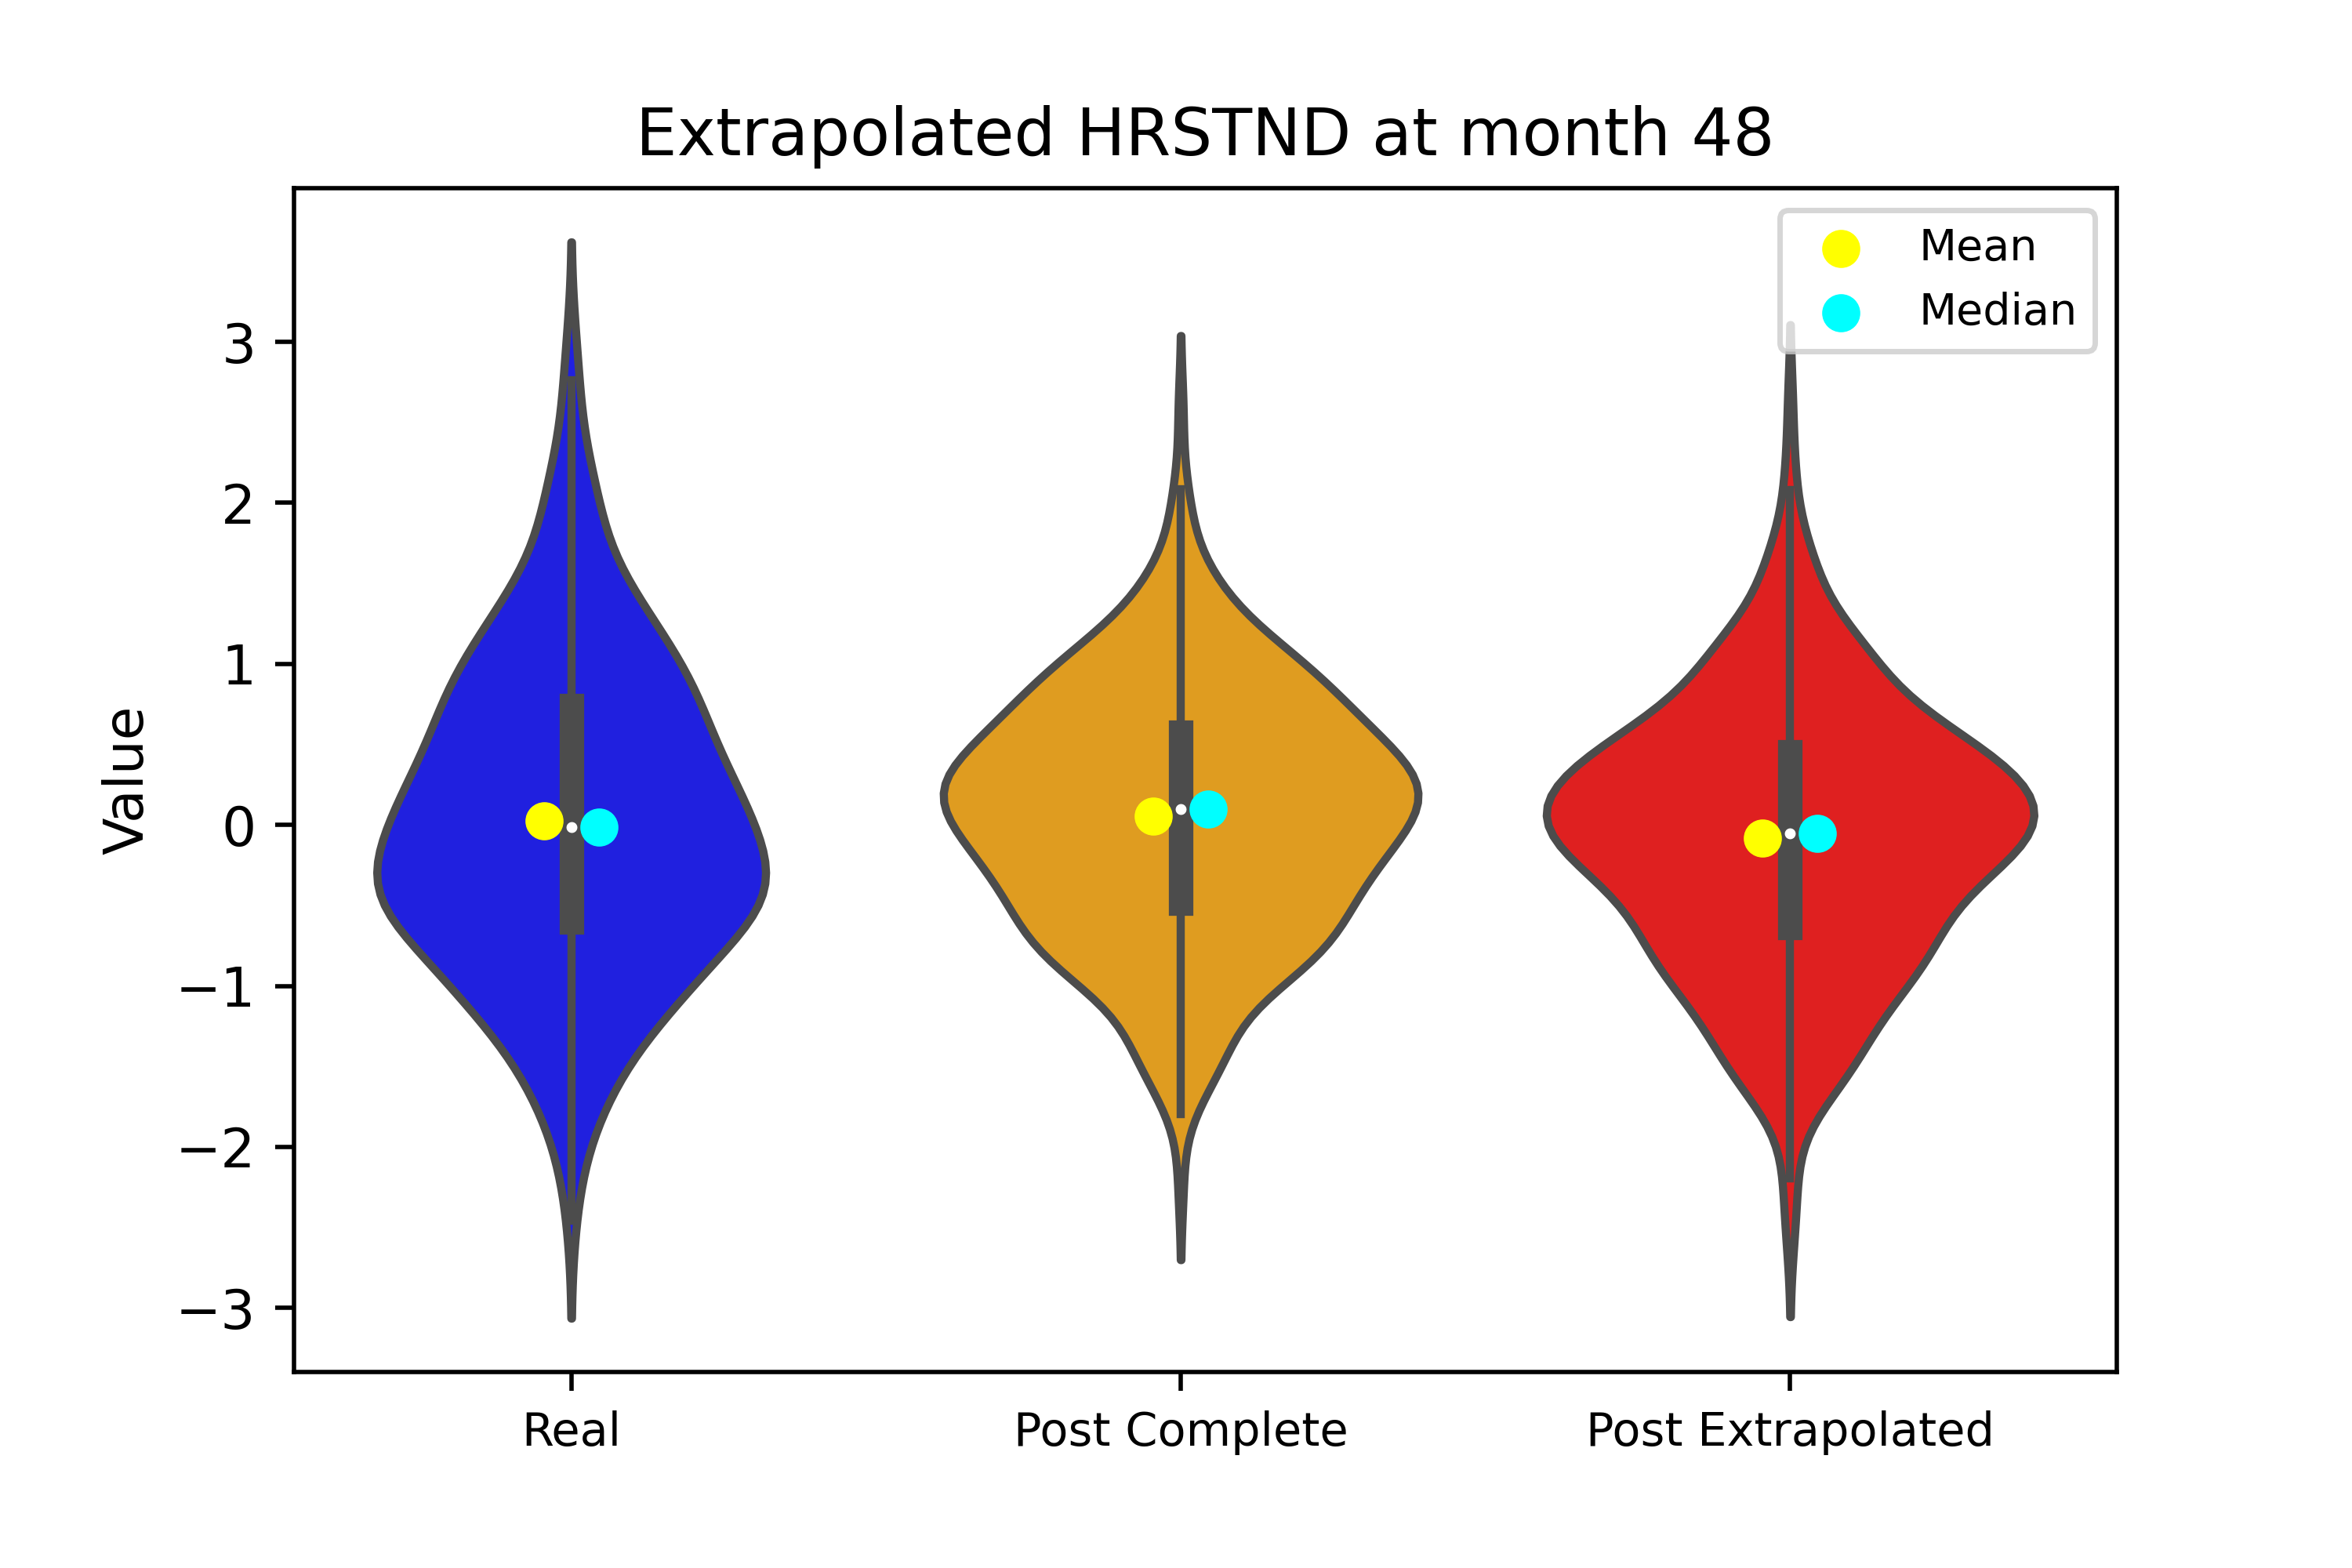 Extrapolated HRSTND at month 48
Mean
Median
Value
3
2
1
0
−1
−2
−3
Real
Post Complete
Post Extrapolated